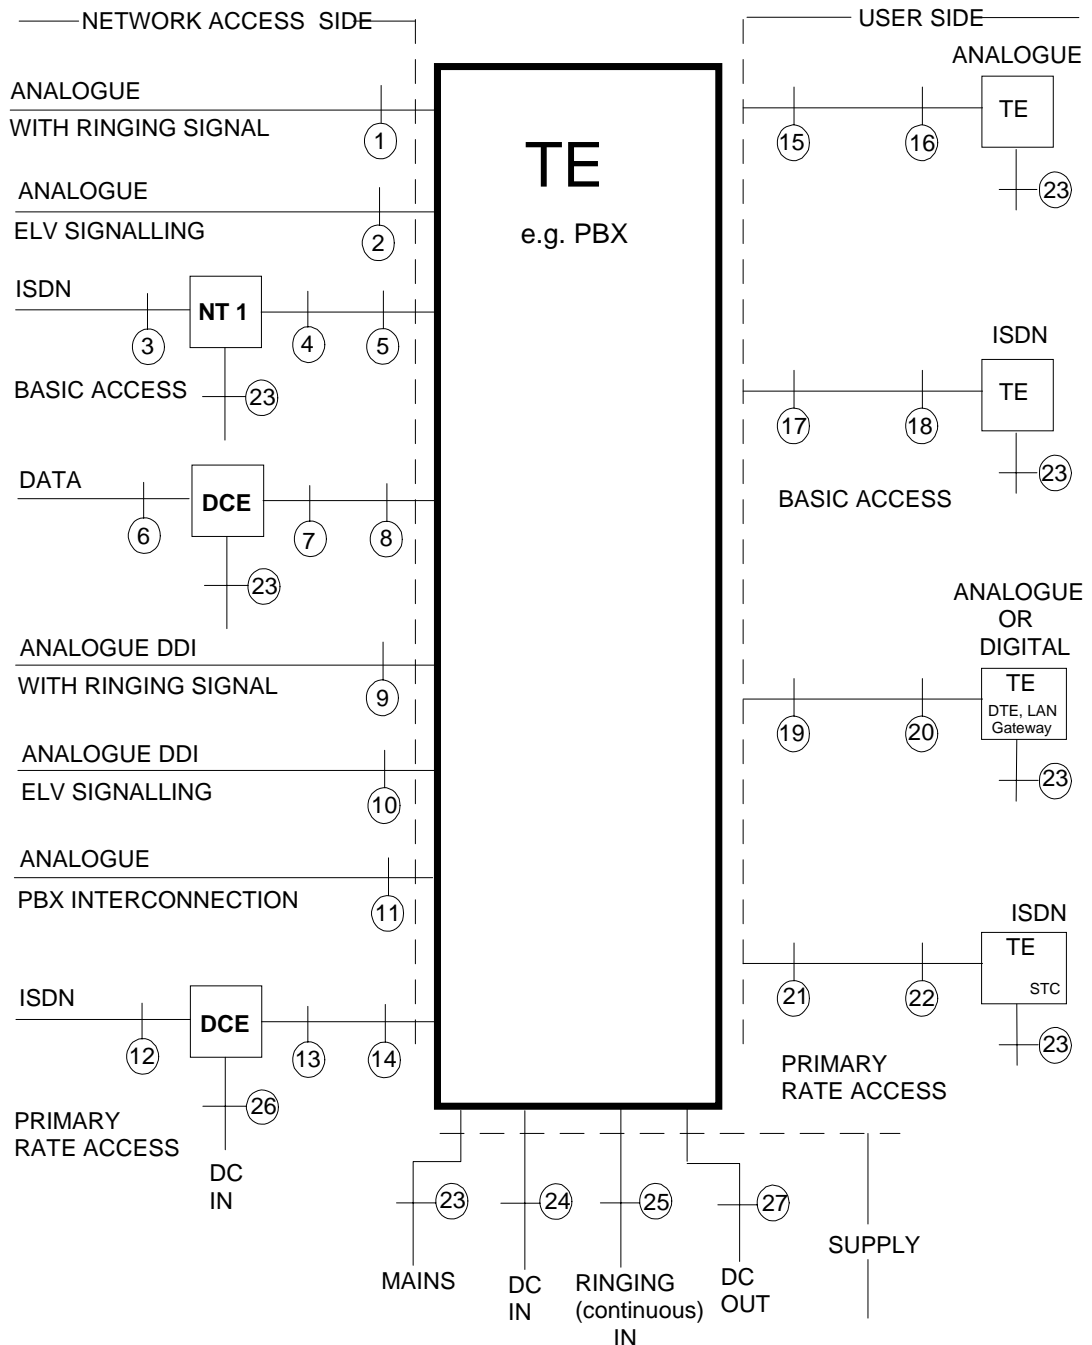 NETWORK ACCESS SIDE
USER SIDE
ANALOGUE
WITH RINGING SIGNAL
1
ANALOGUE
ELV SIGNALLING
2
ISDN
3
NT 1
4
5
BASIC ACCESS
23
DATA
6
DCE
7
8
23
ANALOGUE DDI
WITH RINGING SIGNAL
9
ANALOGUE DDI
ELV SIGNALLING
10
ANALOGUE
PBX INTERCONNECTION
11
ISDN
12
DCE
13
14
26
PRIMARY
RATE ACCESS
DC
IN
TE
e.g. PBX
ANALOGUE
15
16
TE
23
ISDN
17
18
TE
23
BASIC ACCESS
ANALOGUE
OR
DIGITAL
19
20
TE
DTE, LAN
Gateway
23
ISDN
21
22
TE
STC
23
PRIMARY
RATE ACCESS
23
24
25
27
MAINS
DC
IN
RINGING
(continuous)
IN
DC
OUT
SUPPLY